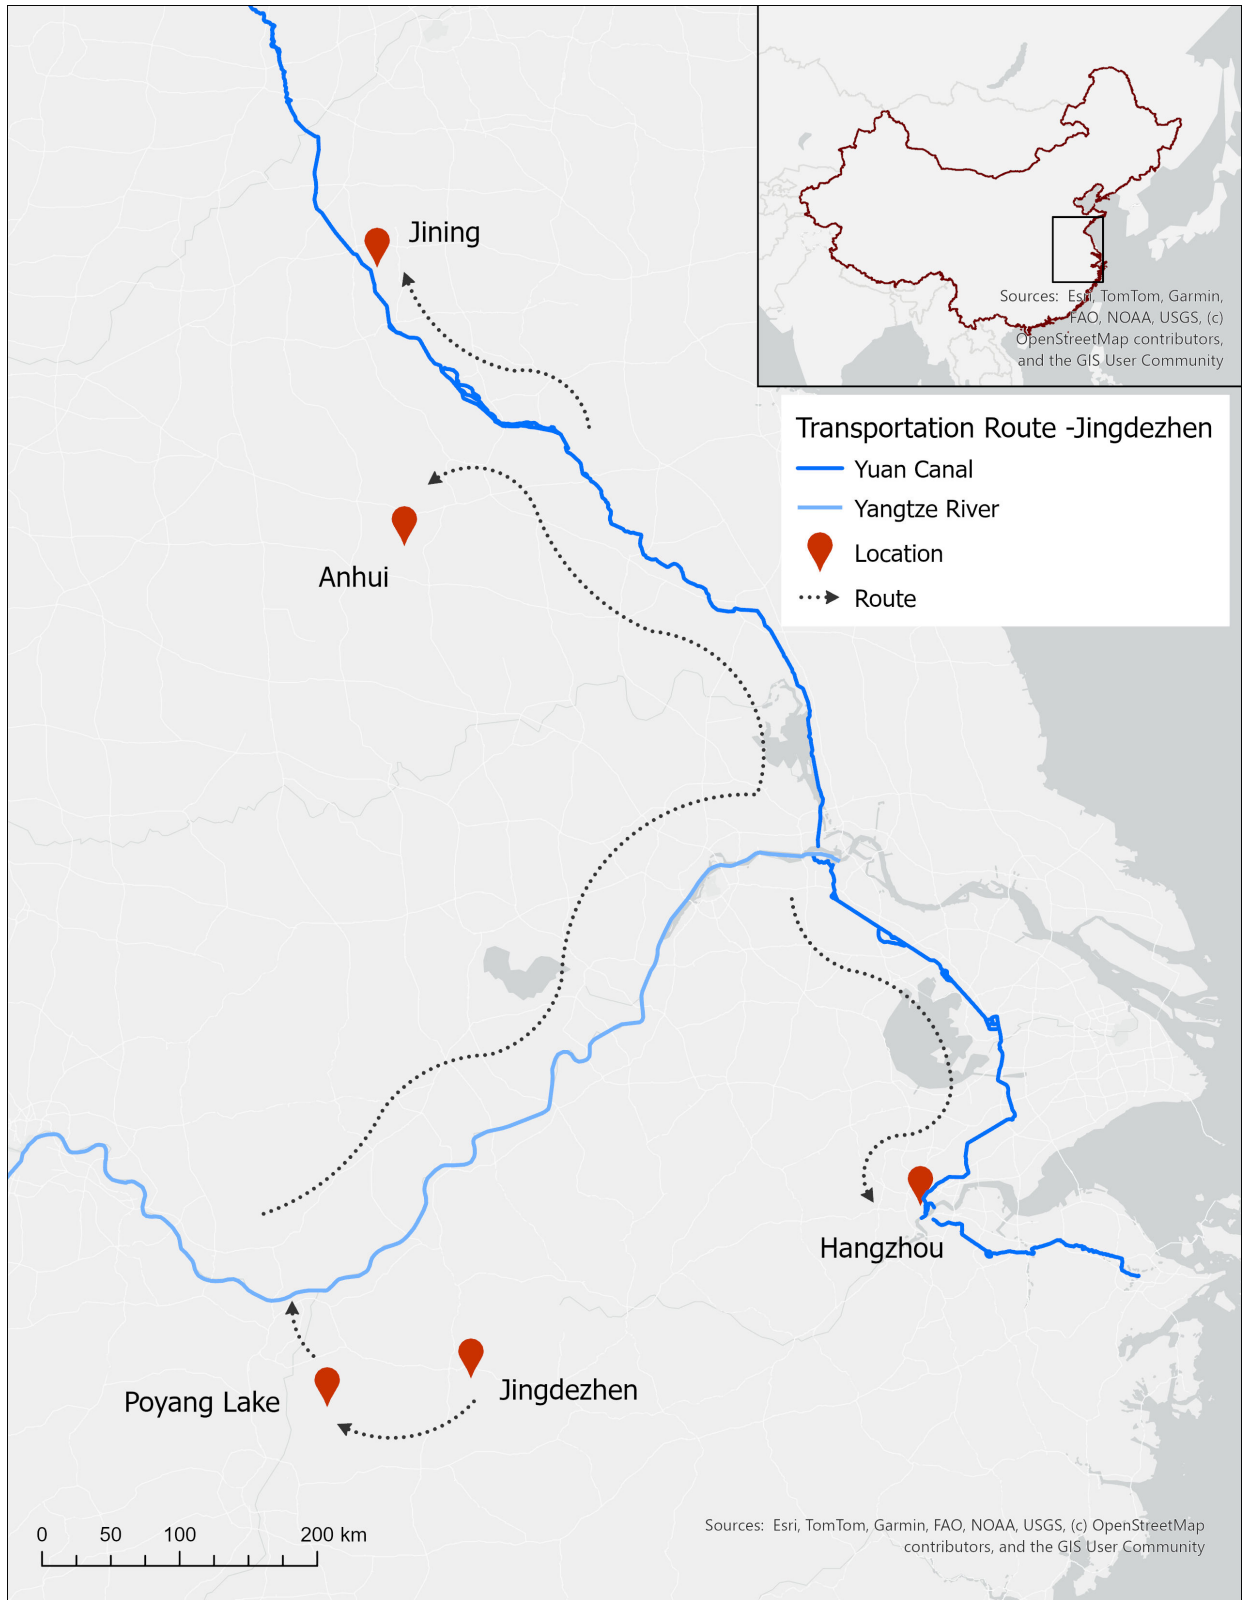 Sources:  Esri, TomTom, Garmin,
FAO, NOAA, USGS, (c)
OpenStreetMap contributors,
and the GIS User Community
Jining
Transportation Route -Jingdezhen
Yuan Canal
Yangtze River
Location
Route
Anhui
Hangzhou
Poyang Lake
Jingdezhen
0 50 100 200 km
Sources:  Esri, TomTom, Garmin, FAO, NOAA, USGS, (c) OpenStreetMap
contributors, and the GIS User Community